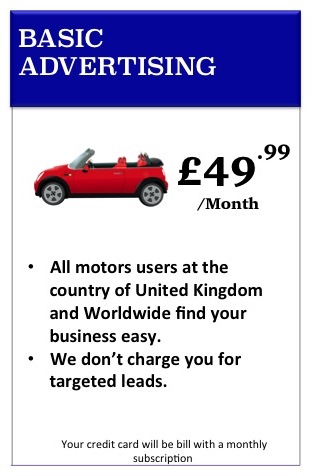 BASIC
ADVERTISING
£49.99
/Month
• All motors users at the
country of United Kingdom
and Worldwide find your
business easy.
• We don’t charge you for
targeted leads.
Your credit card will be bill with a monthly
subscription